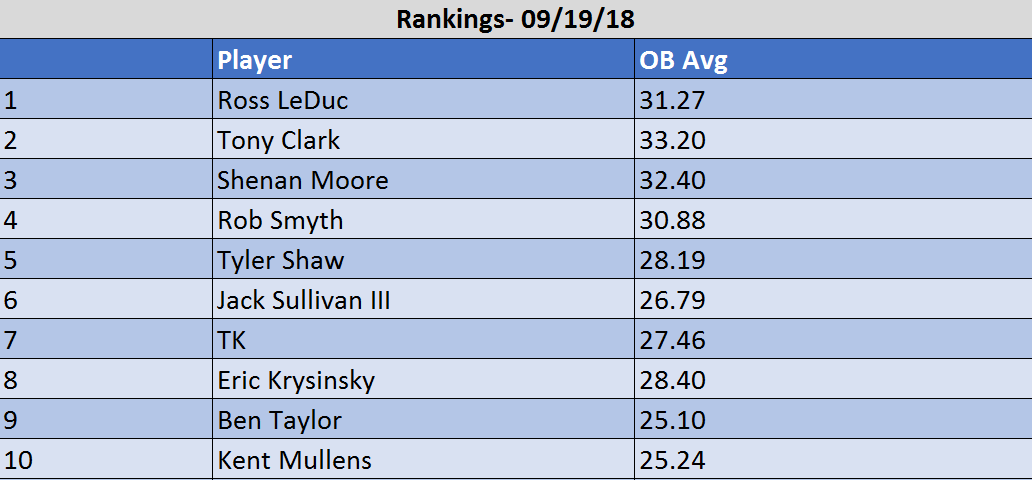 Rankings- 09/19/18
Player OB Avg
1 Ross LeDuc 31.27
2 Tony Clark 33.20
3 Shenan Moore 32.40
4 Rob Smyth 30.88
5 Tyler Shaw 28.19
6 Jack Sullivan III 26.79
7 TK 27.46
8 Eric Krysinsky 28.40
9 Ben Taylor 25.10
10 Kent Mullens 25.24